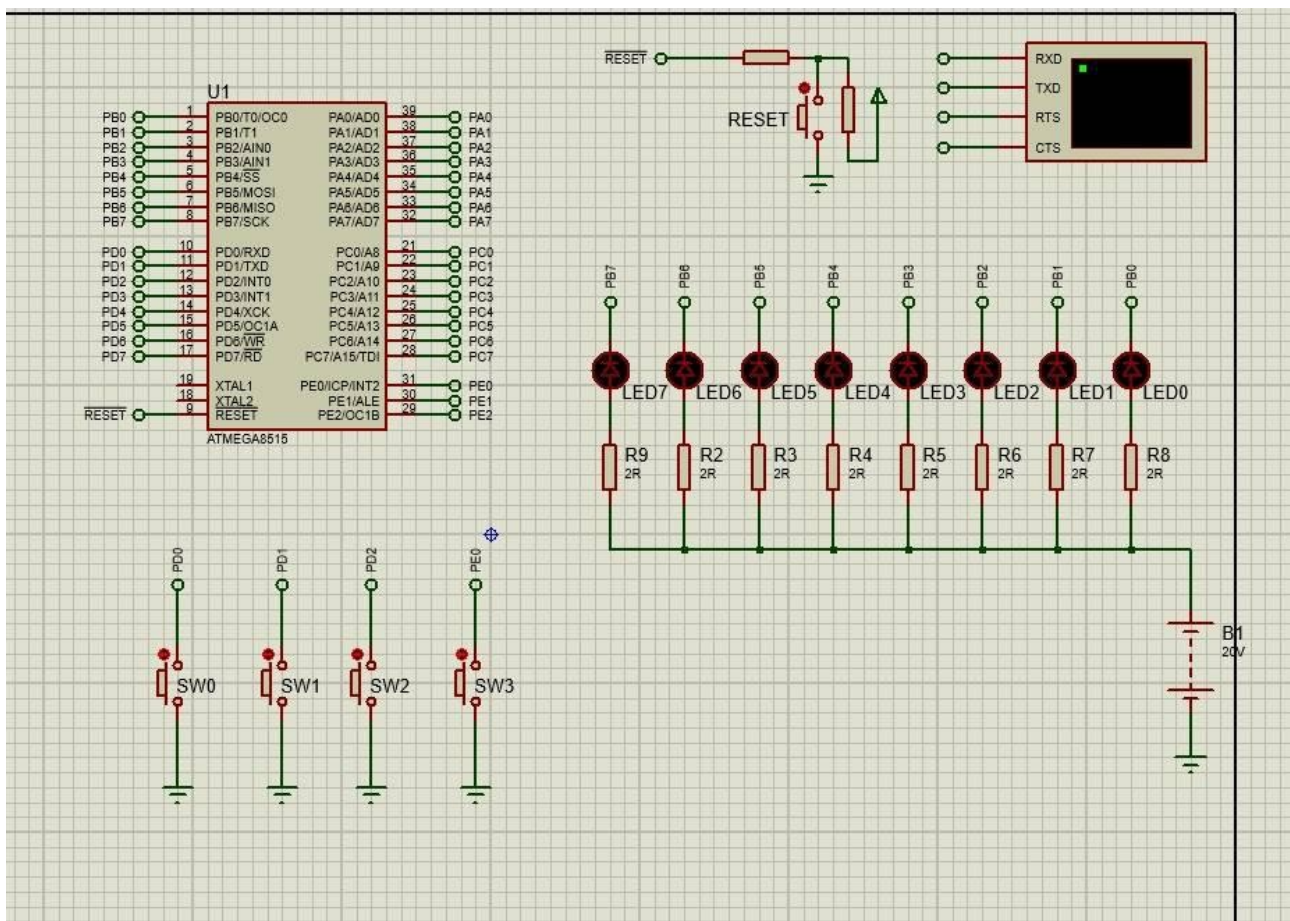 U1
PB0 1 PB0/T0/OC0 PA0/AD0 39 PA0
PB1 2 PB1/T1 PA1/AD1 38 PA1
PB2 3 PB2/AIN0 PA2/AD2 37 PA2
PB3 4 PB3/AIN1 PA3/AD3 36 PA3
PB4 5 PB4/SS PA4/AD4 35 PA4
PB5 6 PB5/MOSI PA5/AD5 34 PA5
PB6 7 PB6/MISO PA6/AD6 33 PA6
PB7 8 PB7/SCK PA7/AD7 32 PA7
PD0 10 PD0/RXD PC0/A8 21 PC0
PD1 11 PD1/TXD PC1/A9 22 PC1
PD2 12 PD2/INT0 PC2/A10 23 PC2
PD3 13 PD3/INT1 PC3/A11 24 PC3
PD4 14 PD4/XCK PC4/A12 25 PC4
PD5 15 PD5/OC1A PC5/A13 26 PC5
PD6 16 PD6/WR PC6/A14 27 PC6
PD7 17 PD7/RD PC7/A15/TDI 28 PC7
19 XTAL1 PE0/ICP/INT2 31 PE0
18 XTAL2 PE1/ALE 30 PE1
RESET 9 RESET PE2/OC1B 29 PE2
ATMEGA8515
RESET
RESET
RXD
TXD
RTS
CTS
PB7 PB6 PB5 PB4 PB3 PB2 PB1 PB0
LED7 LED6 LED5 LED4 LED3 LED2 LED1 LED0
R9 R2 R3 R4 R5 R6 R7 R8
2R 2R 2R 2R 2R 2R 2R 2R
B1
20V
PD0 PD1 PD2 PE0
SW0 SW1 SW2 SW3